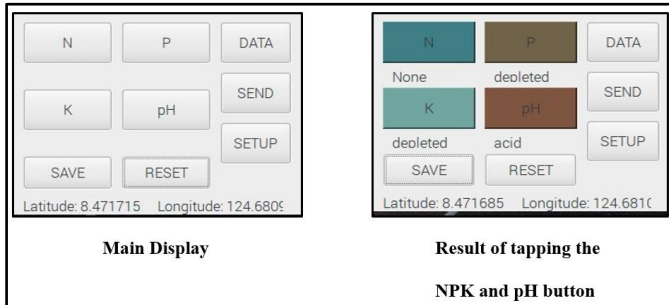 N P DATA
SEND
K pH
SETUP
SAVE RESET
Latitude: 8.471715 Longitude: 124.6809
Main Display
N P DATA
None depleted
SEND
K pH
depleted acid SETUP
SAVE RESET
Latitude: 8.471685 Longitude: 124.6810
Result of tapping the
NPK and pH button